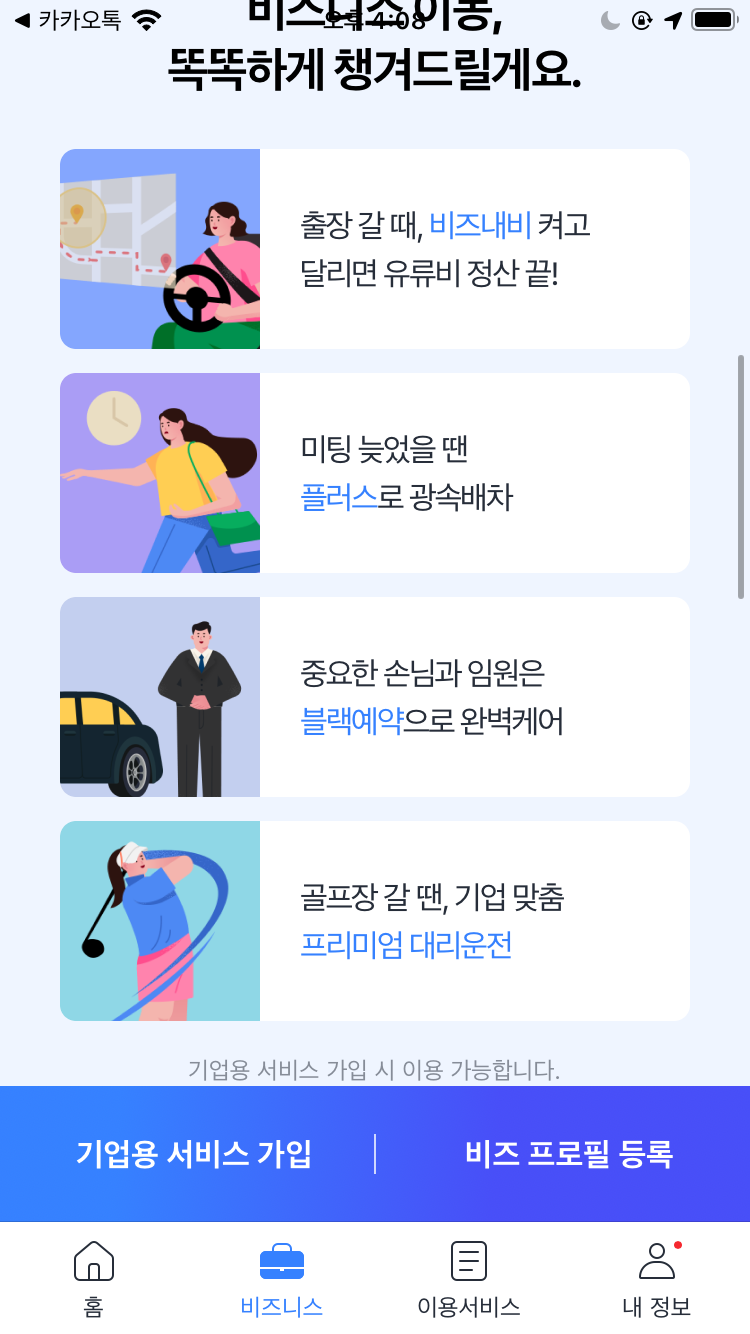 카카오톡
오후 4:08
비즈니스 이동,
똑똑하게 챙겨드릴게요.
출장 갈 때, 비즈내비 켜고
달리면 유류비 정산 끝!
미팅 늦었을 땐
플러스로 광속배차
중요한 손님과 임원은
블랙예약으로 완벽케어
골프장 갈 땐, 기업 맞춤
프리미엄 대리운전
기업용 서비스 가입 시 이용 가능합니다.
기업용 서비스 가입
비즈 프로필 등록
홈
비즈니스
이용서비스
내 정보